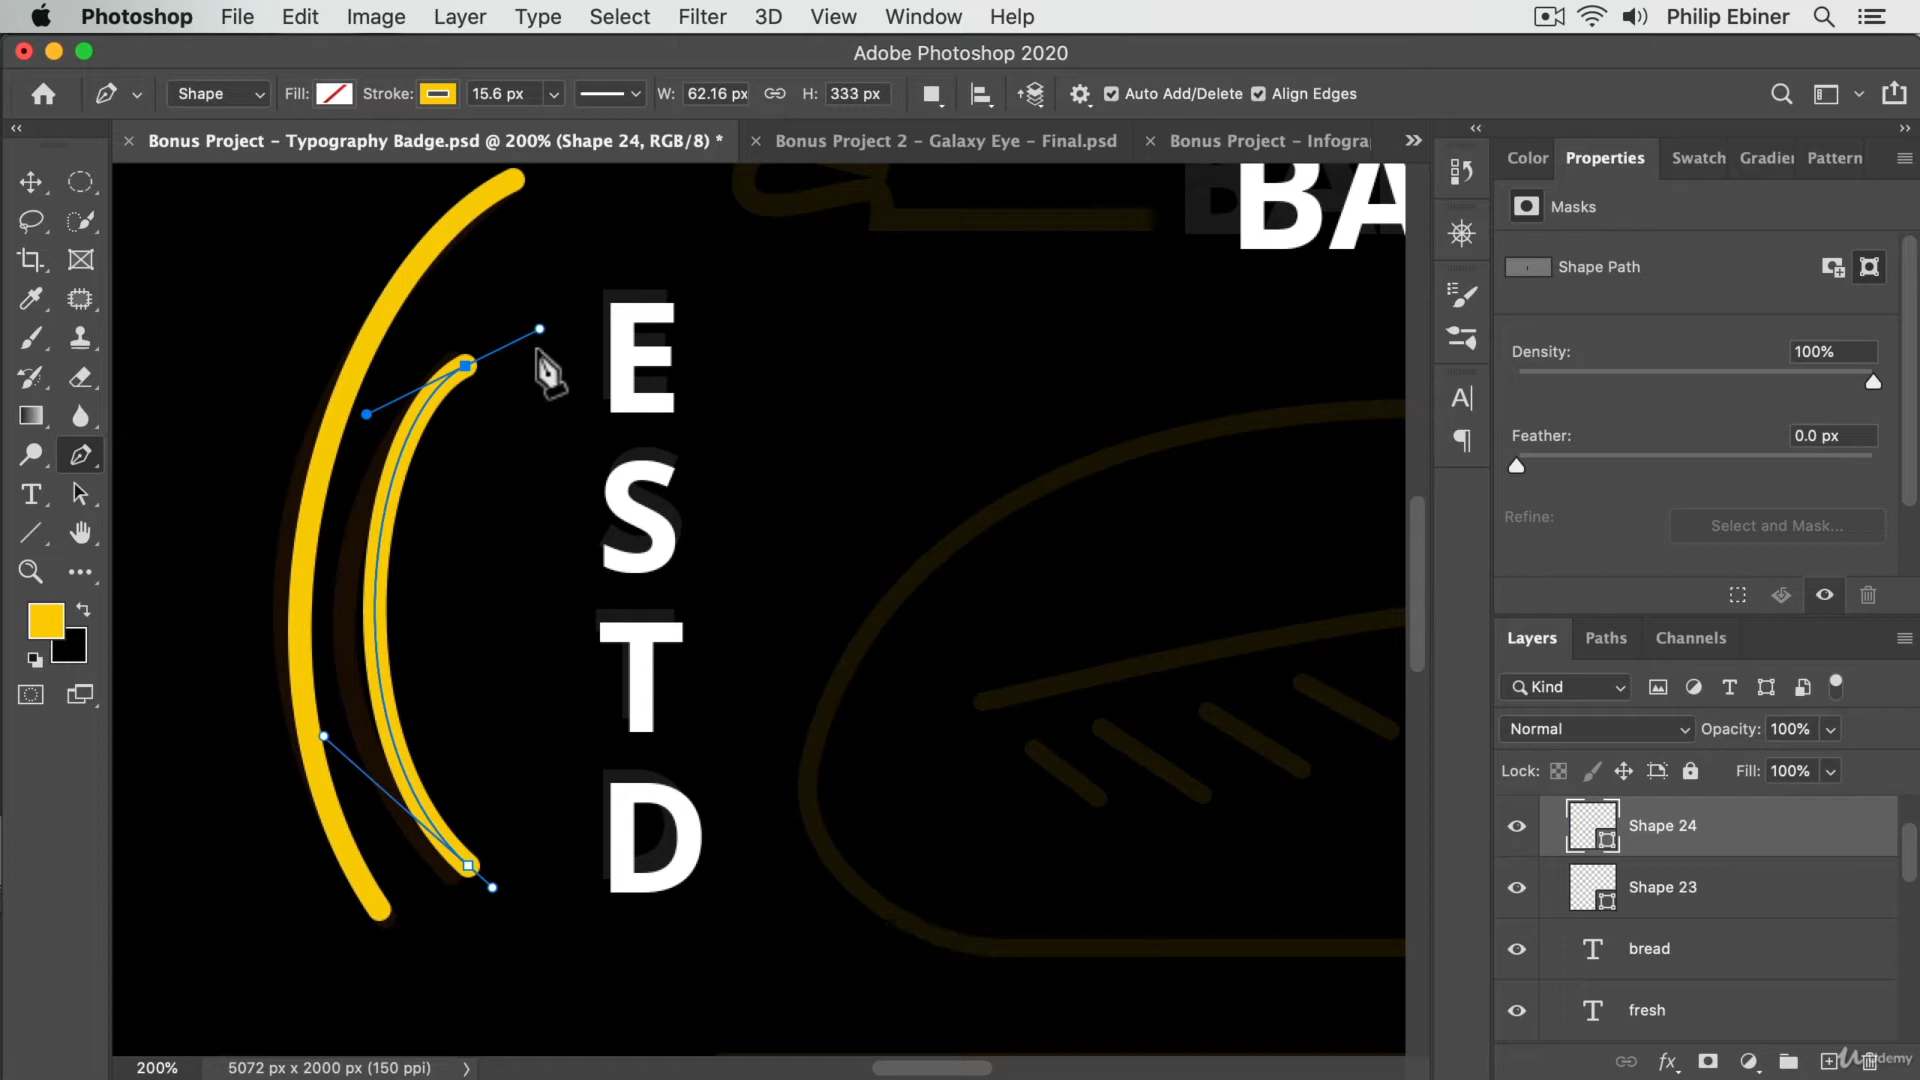 Photoshop File Edit Image Layer Type Select Filter 3D View Window Help Philip Ebiner
Adobe Photoshop 2020
Shape Fill: Stroke: 15.6 px W: 62.16 px H: 333 px Auto Add/Delete Align Edges
Bonus Project – Typography Badge.psd @ 200% (Shape 24, RGB/8) *
Bonus Project 2 – Galaxy Eye – Final.psd
Bonus Project – Infogra
Color Properties Swatch Gradier Pattern
Masks
Shape Path
Density: 100%
Feather: 0.0 px
Refine: Select and Mask...
BA
E
S
T
D
Layers Paths Channels
Kind
Normal Opacity: 100%
Lock: Fill: 100%
Shape 24
Shape 23
bread
fresh
200% 5072 px x 2000 px (150 ppi)